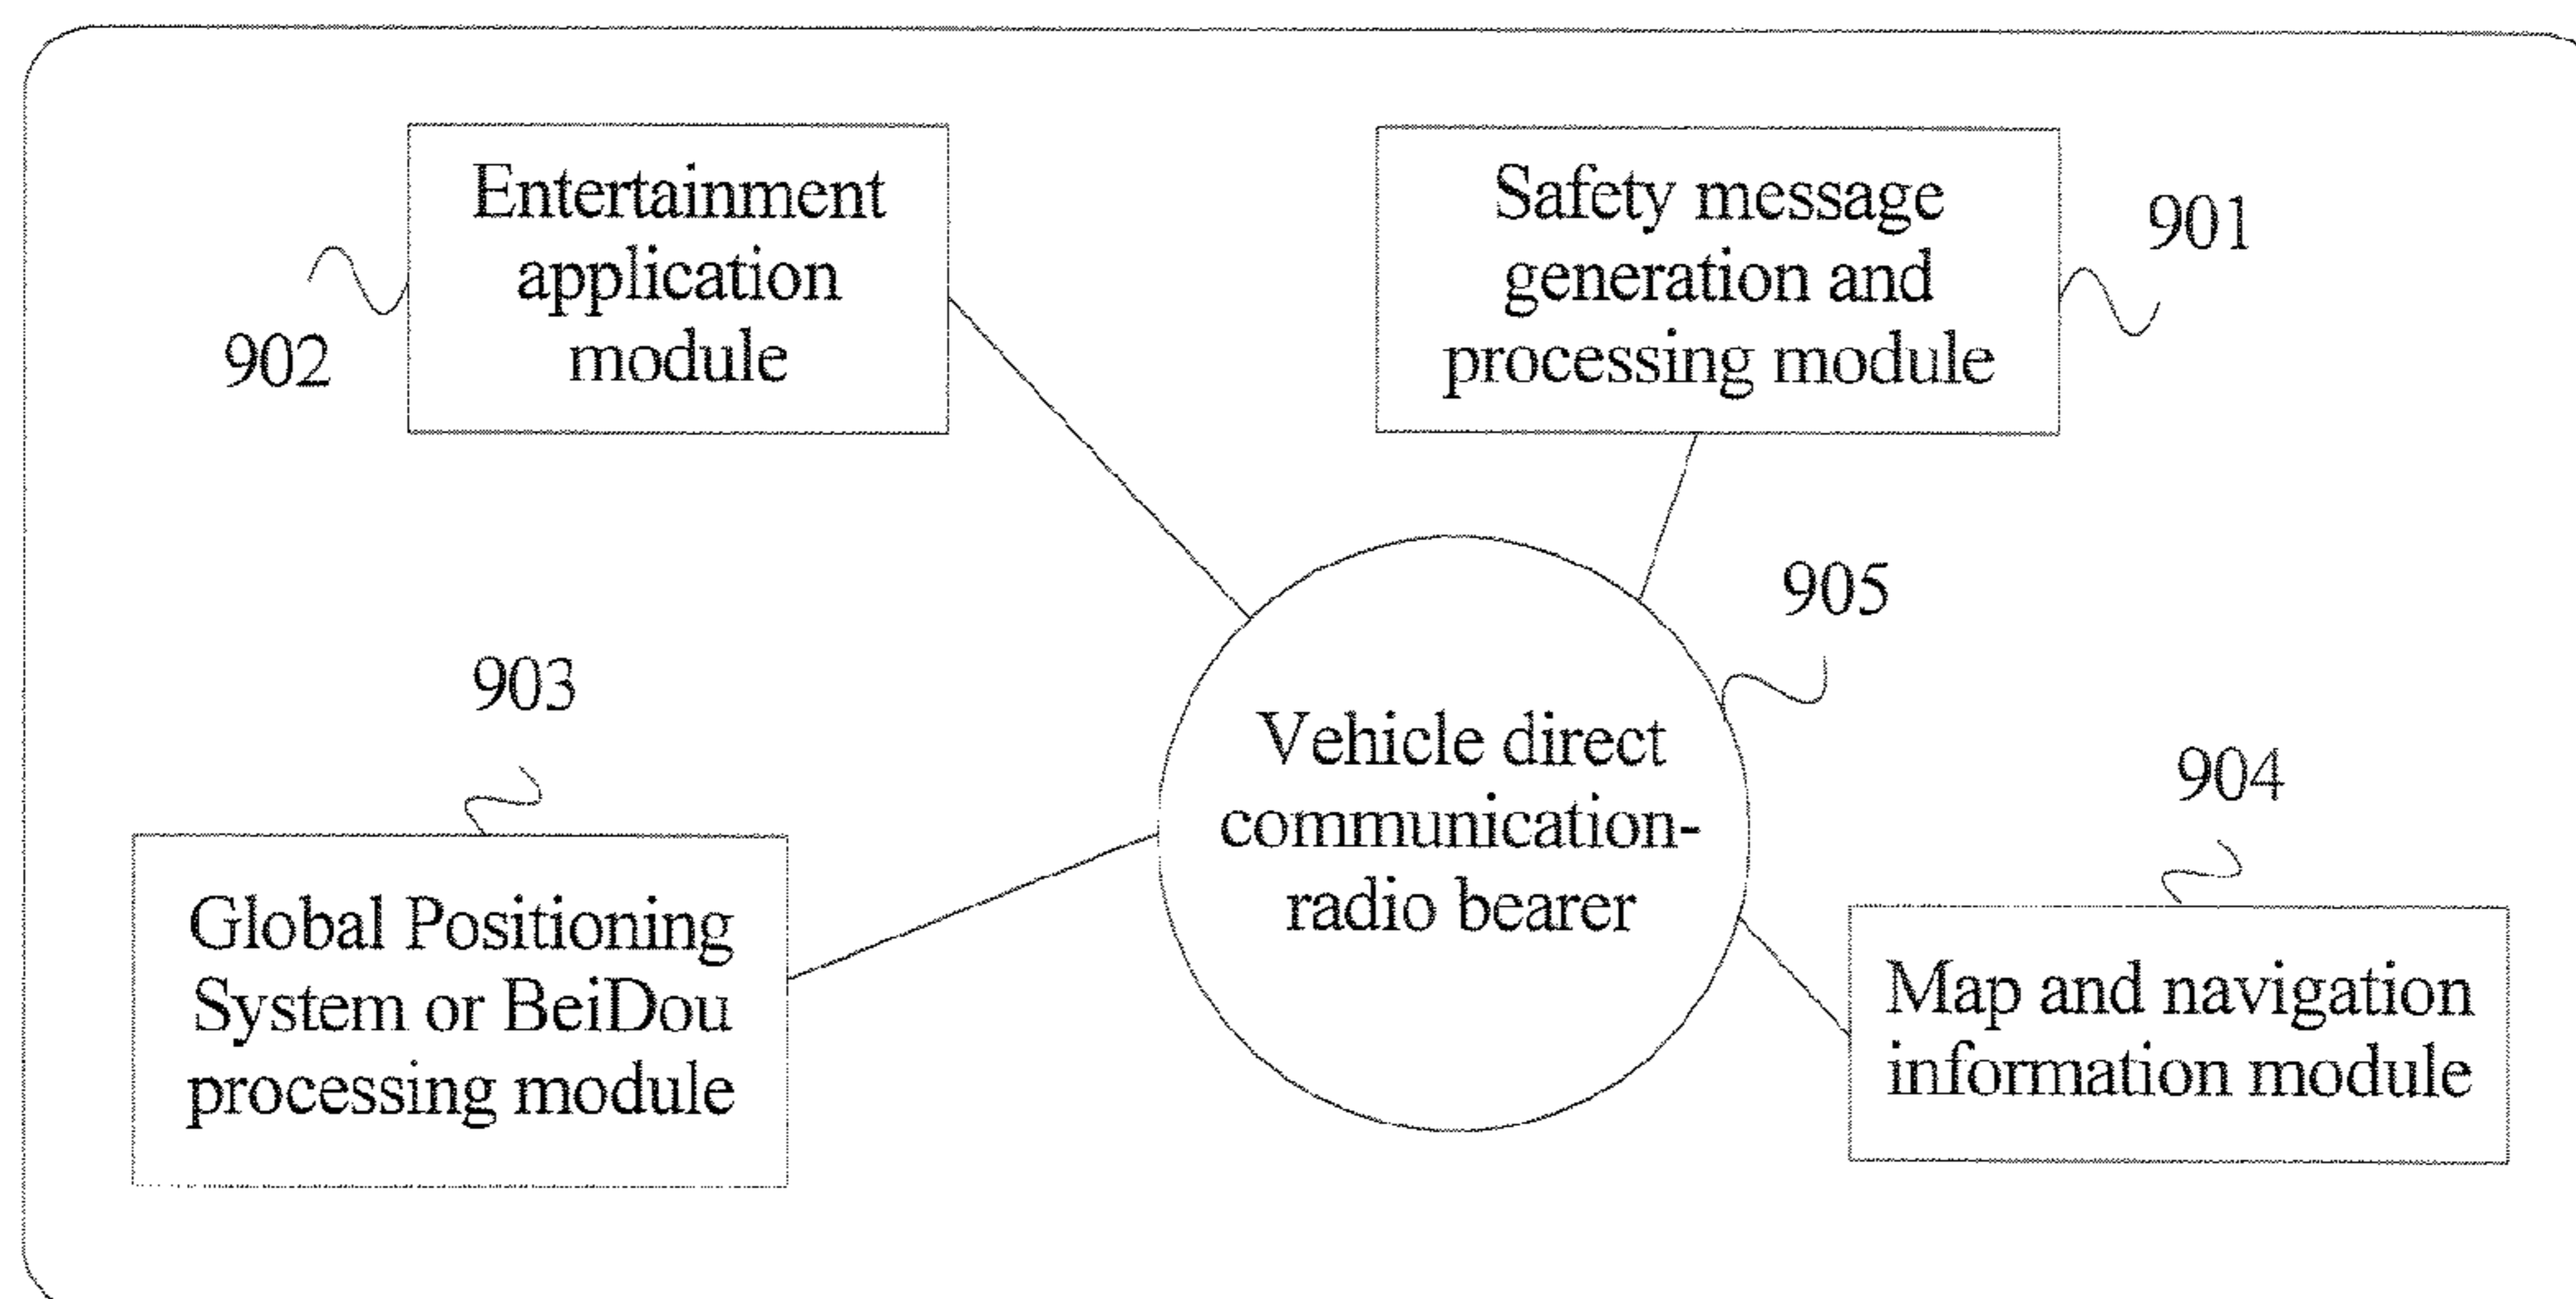 Entertainment
application
module
902
Safety message
generation and
processing module
901
905
903
Vehicle direct
communication-
radio bearer
904
Global Positioning
System or BeiDou
processing module
Map and navigation
information module